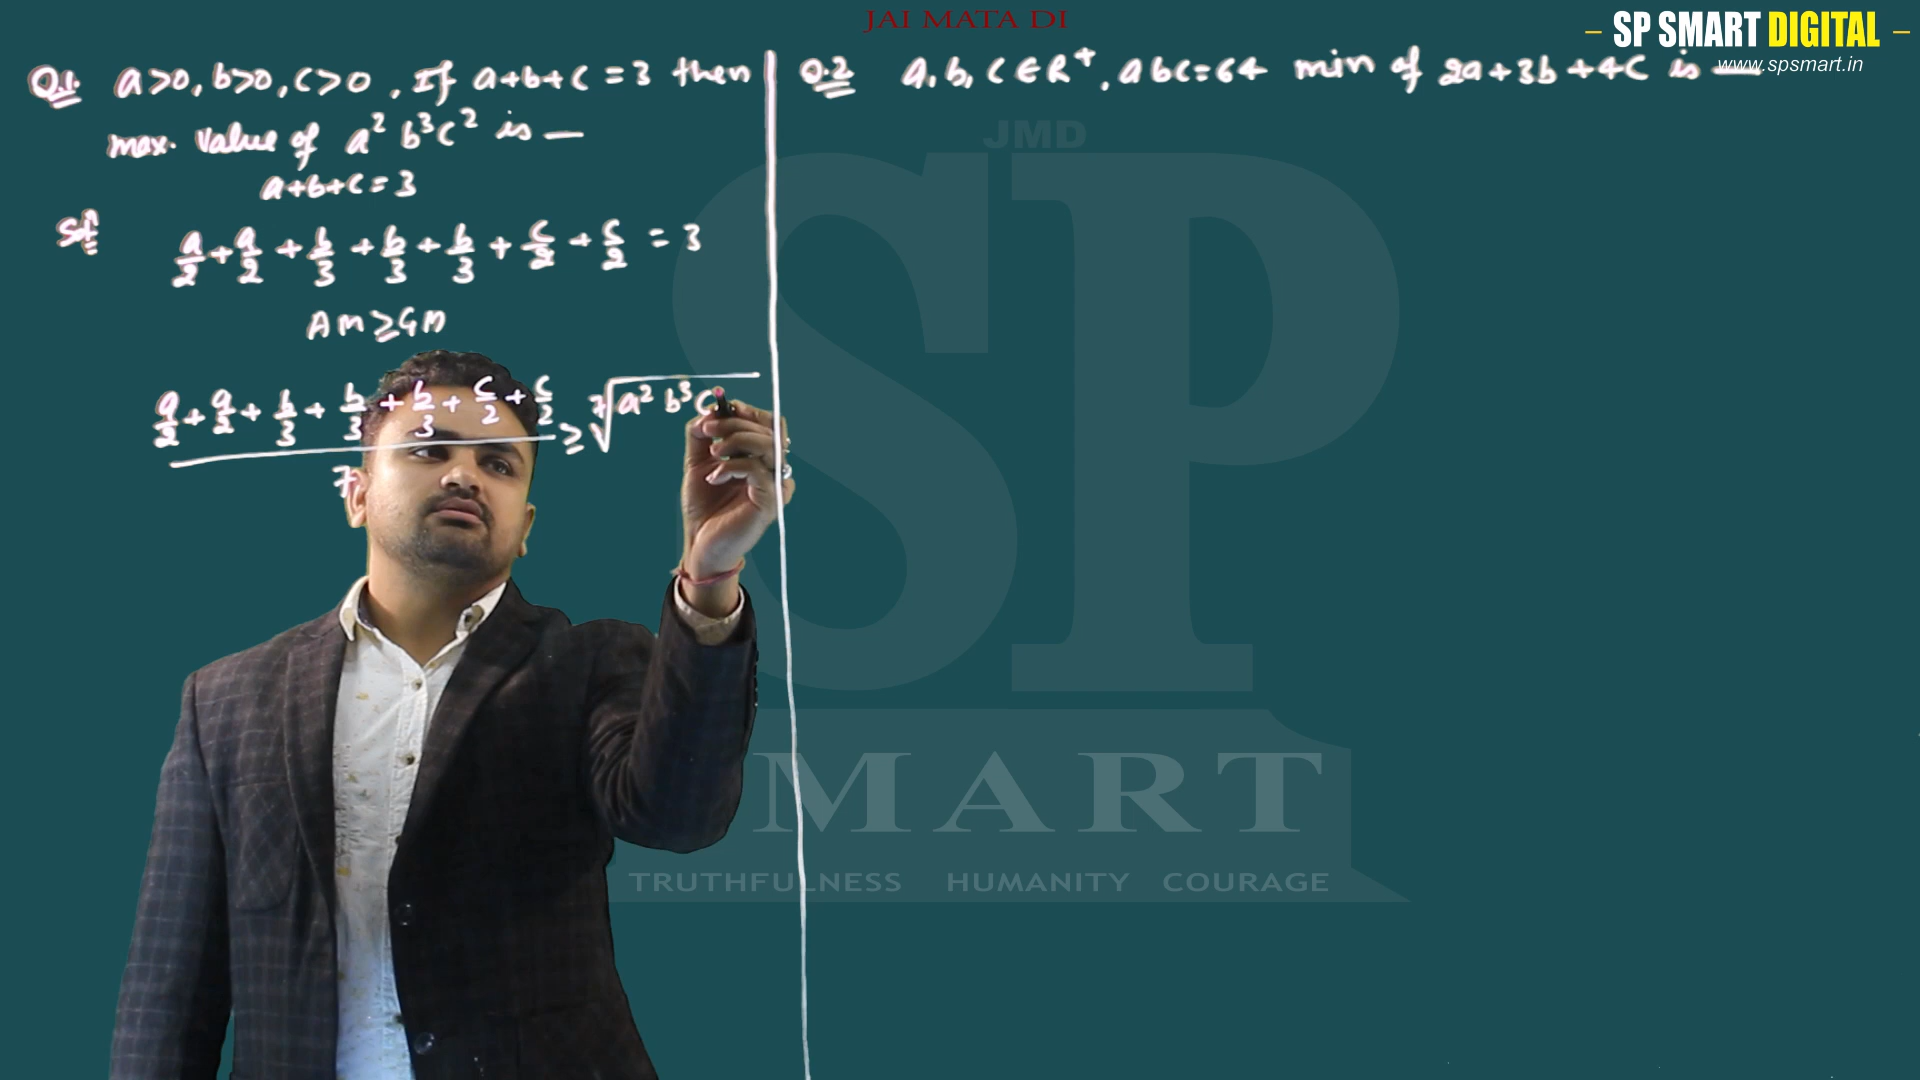 JAI MATA DI
SP SMART DIGITAL
www.spsmart.in
Q.1. a>0, b>0, c>0, If a+b+c = 3 then
max. value of a² b³ c² is —
a+b+c = 3
Solⁿ
a/2 + a/2 + b/3 + b/3 + b/3 + c/2 + c/2 = 3
AM ≥ GM
(a/2 + a/2 + b/3 + b/3 + b/3 + c/2 + c/2)/7 ≥ ⁷√(a² b³ c
Q.2 a, b, c ∈ R⁺, abc = 64 min of 2a+3b+4c is —
JMD
SP
SMART
TRUTHFULNESS HUMANITY COURAGE